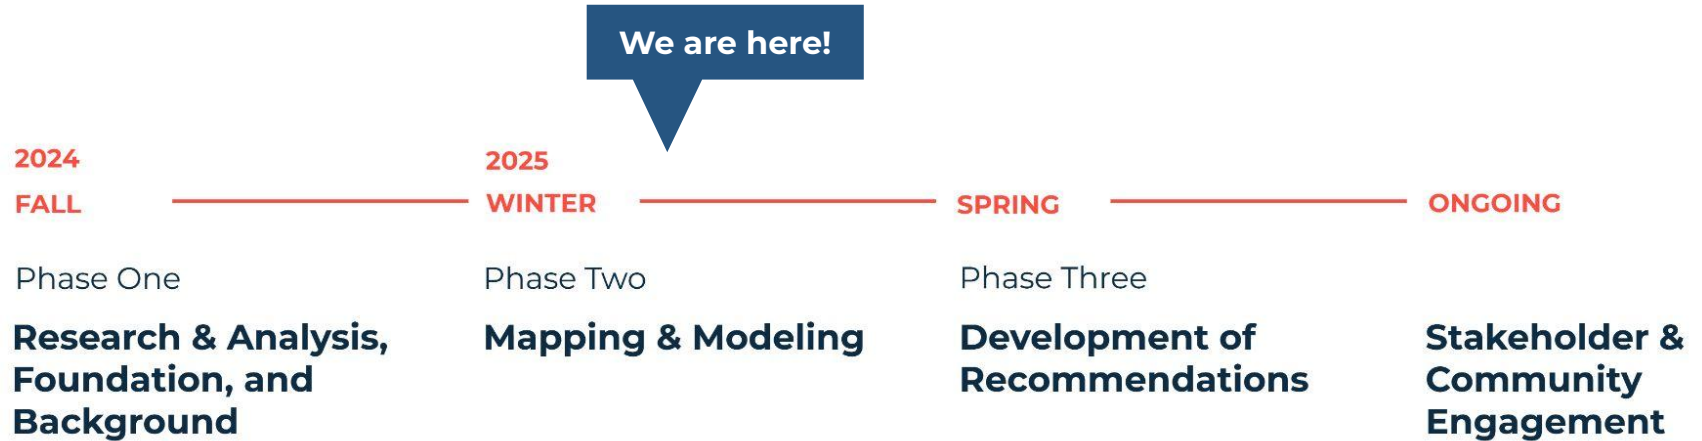 We are here!
2024
FALL
2025
WINTER
SPRING
ONGOING
Phase One
Research & Analysis,
Foundation, and
Background
Phase Two
Mapping & Modeling
Phase Three
Development of
Recommendations
Stakeholder &
Community
Engagement